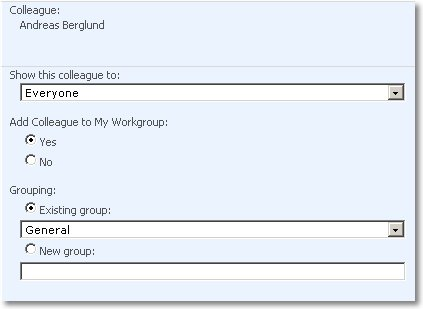 Colleague:
Andreas Berglund
Show this colleague to:
Everyone
Add Colleague to My Workgroup:
Yes
No
Grouping:
Existing group:
General
New group: